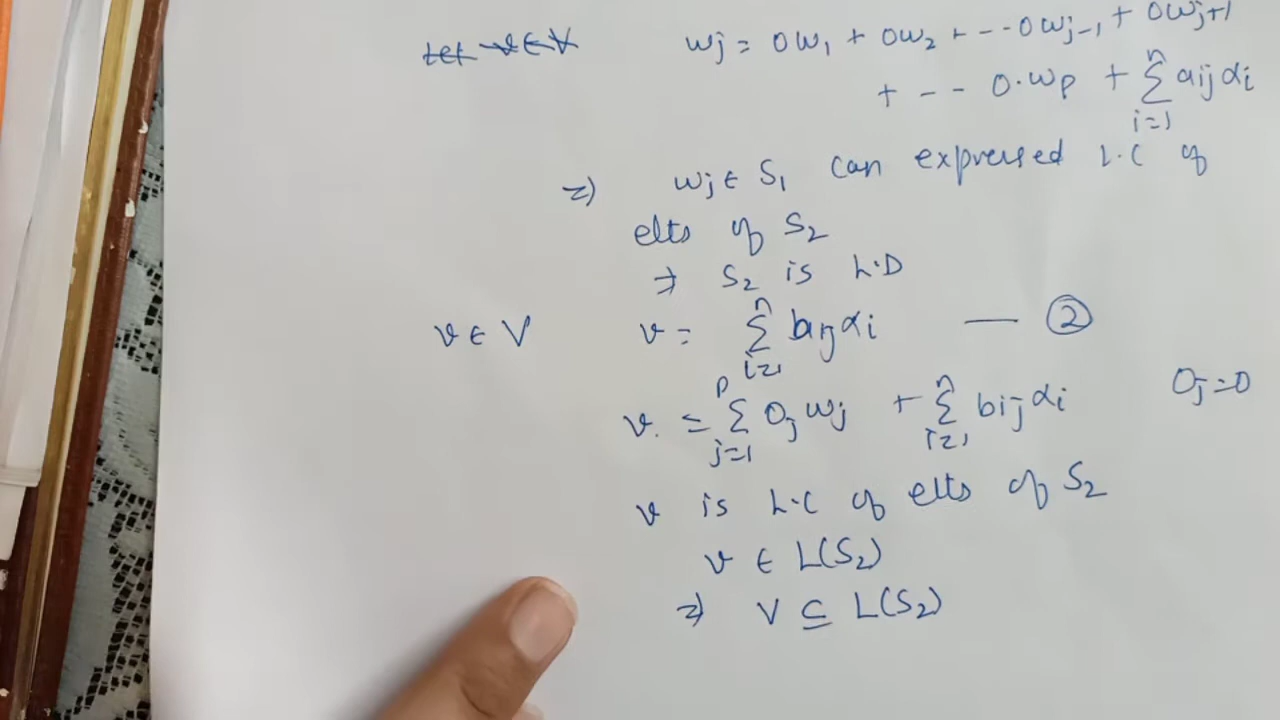 let v ∈ V
wj = 0w1 + 0w2 + --- 0wj-1 + 0wj+1
+ -- 0.wp + n∑i=1 aij αi
=) wj ∈ S1 can expressed L.C of
elts of S2
=) S2 is L.D
v ∈ V v = n∑i=1 bij αi — ②
v. = p∑j=1 0j wj + n∑i=1 bij αi 0j=0
v is L.C of elts of S2
v ∈ L(S2)
=) V ⊆ L(S2)